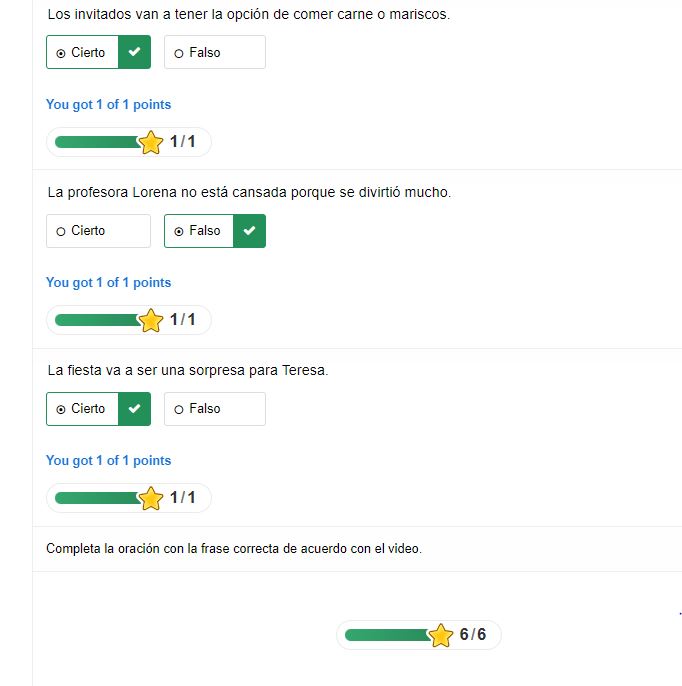 Los invitados van a tener la opción de comer carne o mariscos.
Cierto Falso
You got 1 of 1 points
1/1
La profesora Lorena no está cansada porque se divirtió mucho.
Cierto Falso
You got 1 of 1 points
1/1
La fiesta va a ser una sorpresa para Teresa.
Cierto Falso
You got 1 of 1 points
1/1
Completa la oración con la frase correcta de acuerdo con el video.
6/6